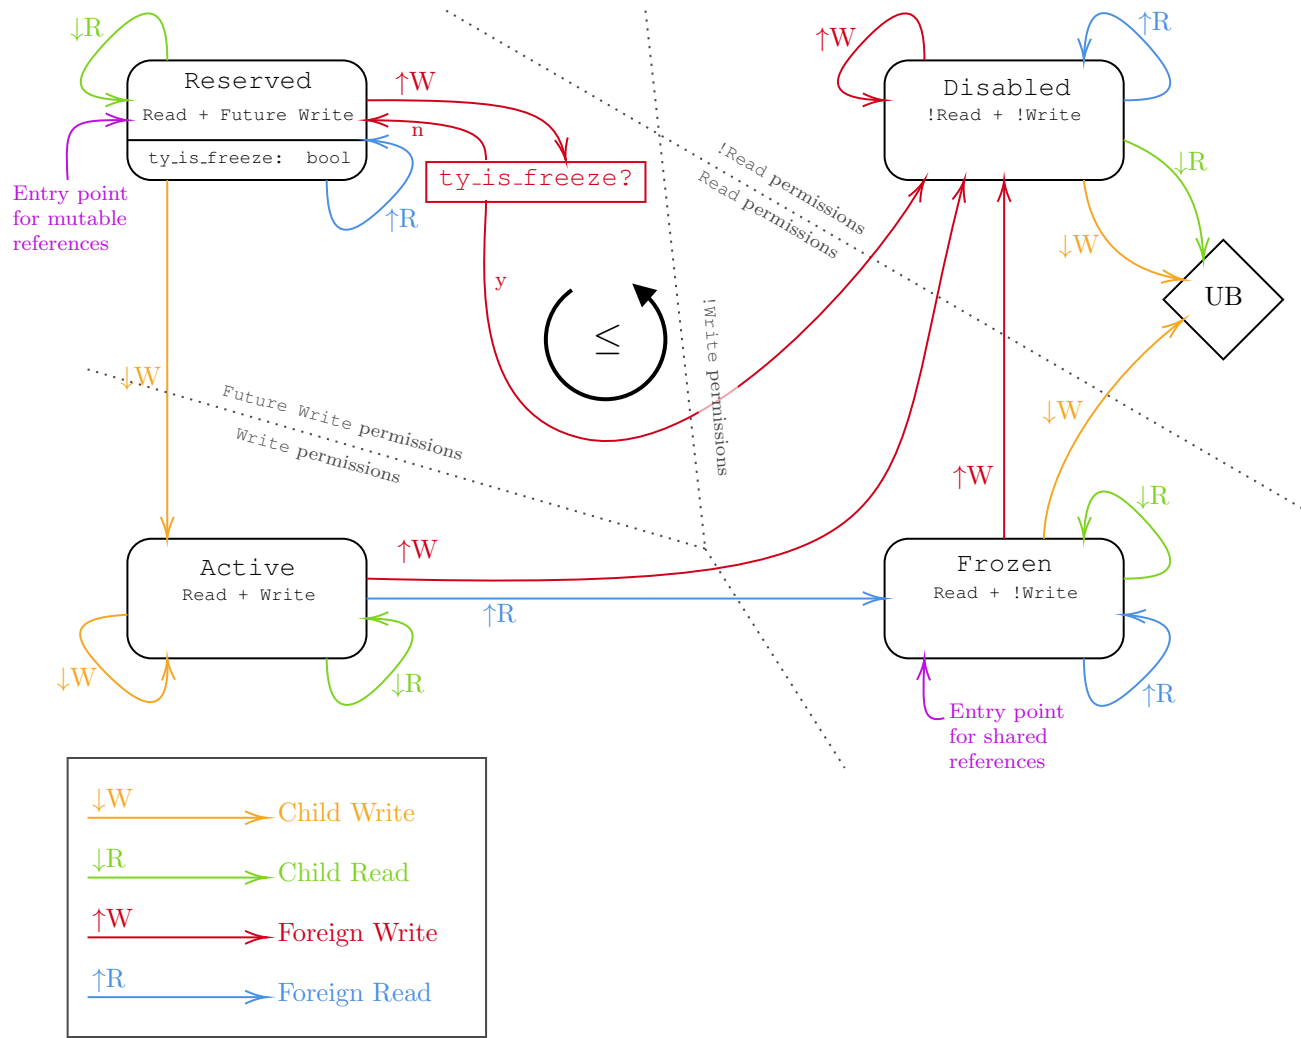 ↓R
Reserved
Read + Future Write
ty_is_freeze: bool
↑W
n
ty_is_freeze?
y
↑R
Entry point
for mutable
references
↑W
Disabled
!Read + !Write
↑R
↓R
↓W
UB
!Read permissions
Read permissions
!Write permissions
≤
↓W
Future Write permissions
Write permissions
↓W
↑W
↓R
Active
Read + Write
↑W
↑R
↓W
↓R
Frozen
Read + !Write
↑R
Entry point
for shared
references
↓W
Child Write
↓R
Child Read
↑W
Foreign Write
↑R
Foreign Read